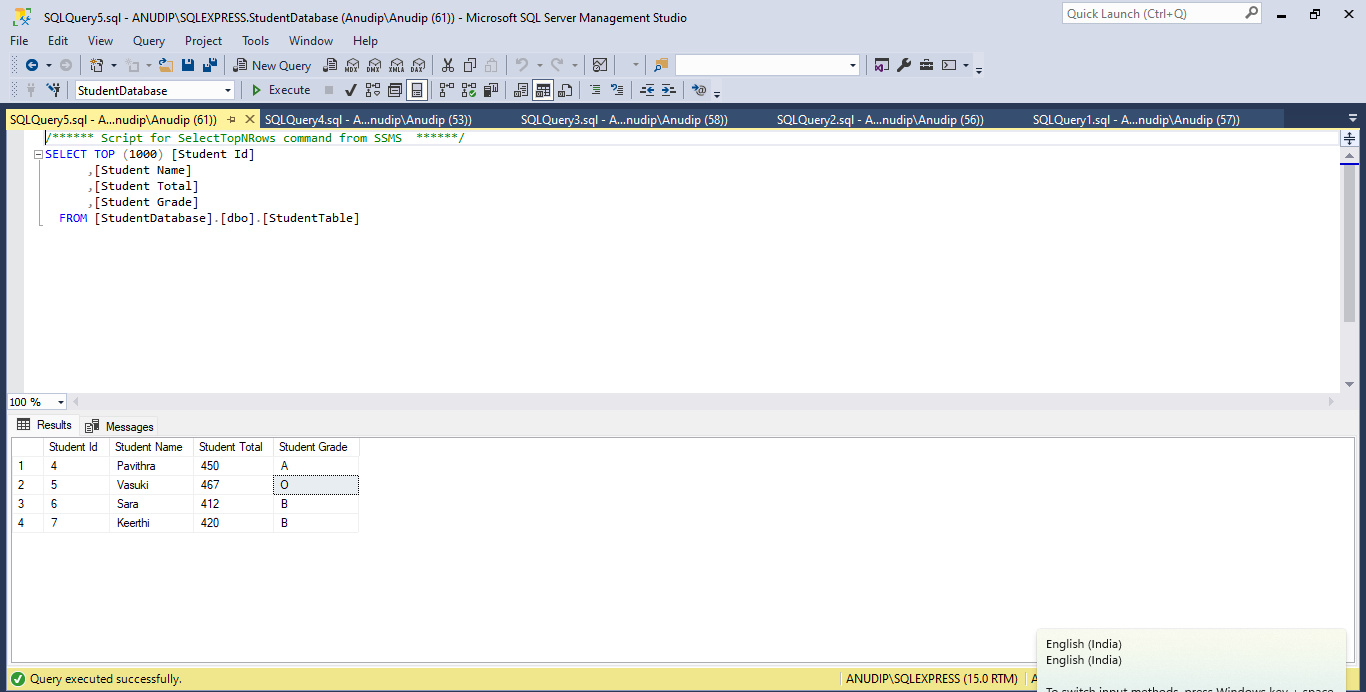 SQLQuery5.sql - ANUDIP\SQLEXPRESS.StudentDatabase (Anudip\Anudip (61)) - Microsoft SQL Server Management Studio
Quick Launch (Ctrl+Q)
File Edit View Query Project Tools Window Help
New Query MDX DMX XMLA DAX
StudentDatabase Execute
SQLQuery5.sql - A...nudip\Anudip (61)) SQLQuery4.sql - A...nudip\Anudip (53)) SQLQuery3.sql - A...nudip\Anudip (58)) SQLQuery2.sql - A...nudip\Anudip (56)) SQLQuery1.sql - A...nudip\Anudip (57))
/****** Script for SelectTopNRows command from SSMS  ******/
SELECT TOP (1000) [Student Id]
,[Student Name]
,[Student Total]
,[Student Grade]
FROM [StudentDatabase].[dbo].[StudentTable]
100 %
Results Messages
Student Id Student Name Student Total Student Grade
1 4 Pavithra 450 A
2 5 Vasuki 467 O
3 6 Sara 412 B
4 7 Keerthi 420 B
English (India)
English (India)
To switch input methods, press Windows key + space
Query executed successfully. ANUDIP\SQLEXPRESS (15.0 RTM)